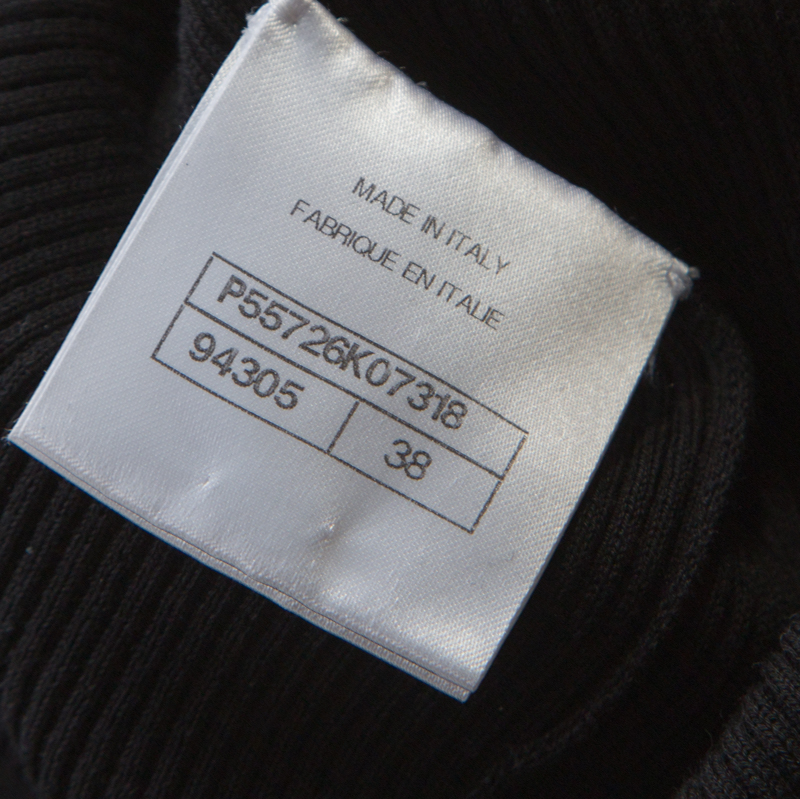 MADE IN ITALY
FABRIQUE EN ITALIE
P55726K07318
94305 38